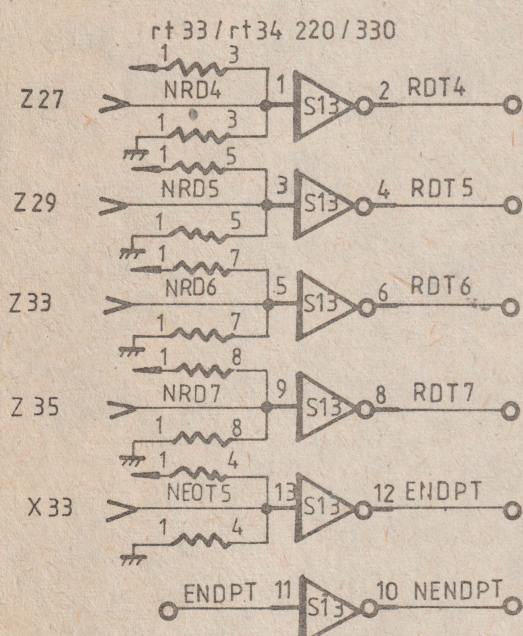 rt33/rt34 220/330
1 3
Z27 NRD4 1 S13 2 RDT4
1 3
1 5
Z29 NRD5 3 S13 4 RDT5
1 5
1 7
Z33 NRD6 5 S13 6 RDT6
1 7
1 8
Z35 NRD7 9 S13 8 RDT7
1 8
1 4
X33 NEOT5 13 S13 12 ENDPT
1 4
ENDPT 11 S13 10 NENDPT